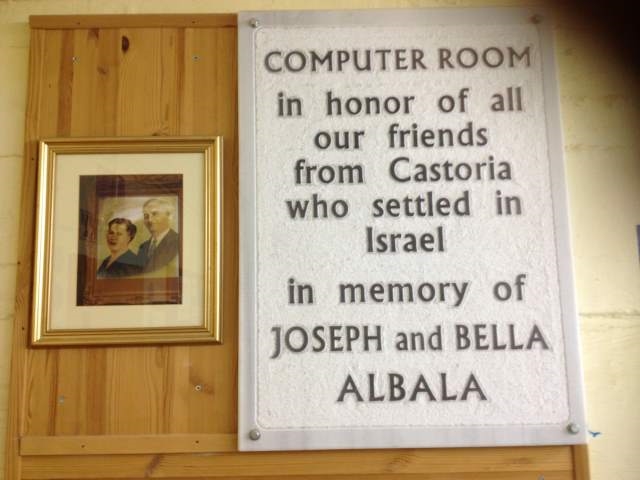 COMPUTER ROOM
in honor of all
our friends
from Castoria
who settled in
Israel
in memory of
JOSEPH and BELLA
ALBALA